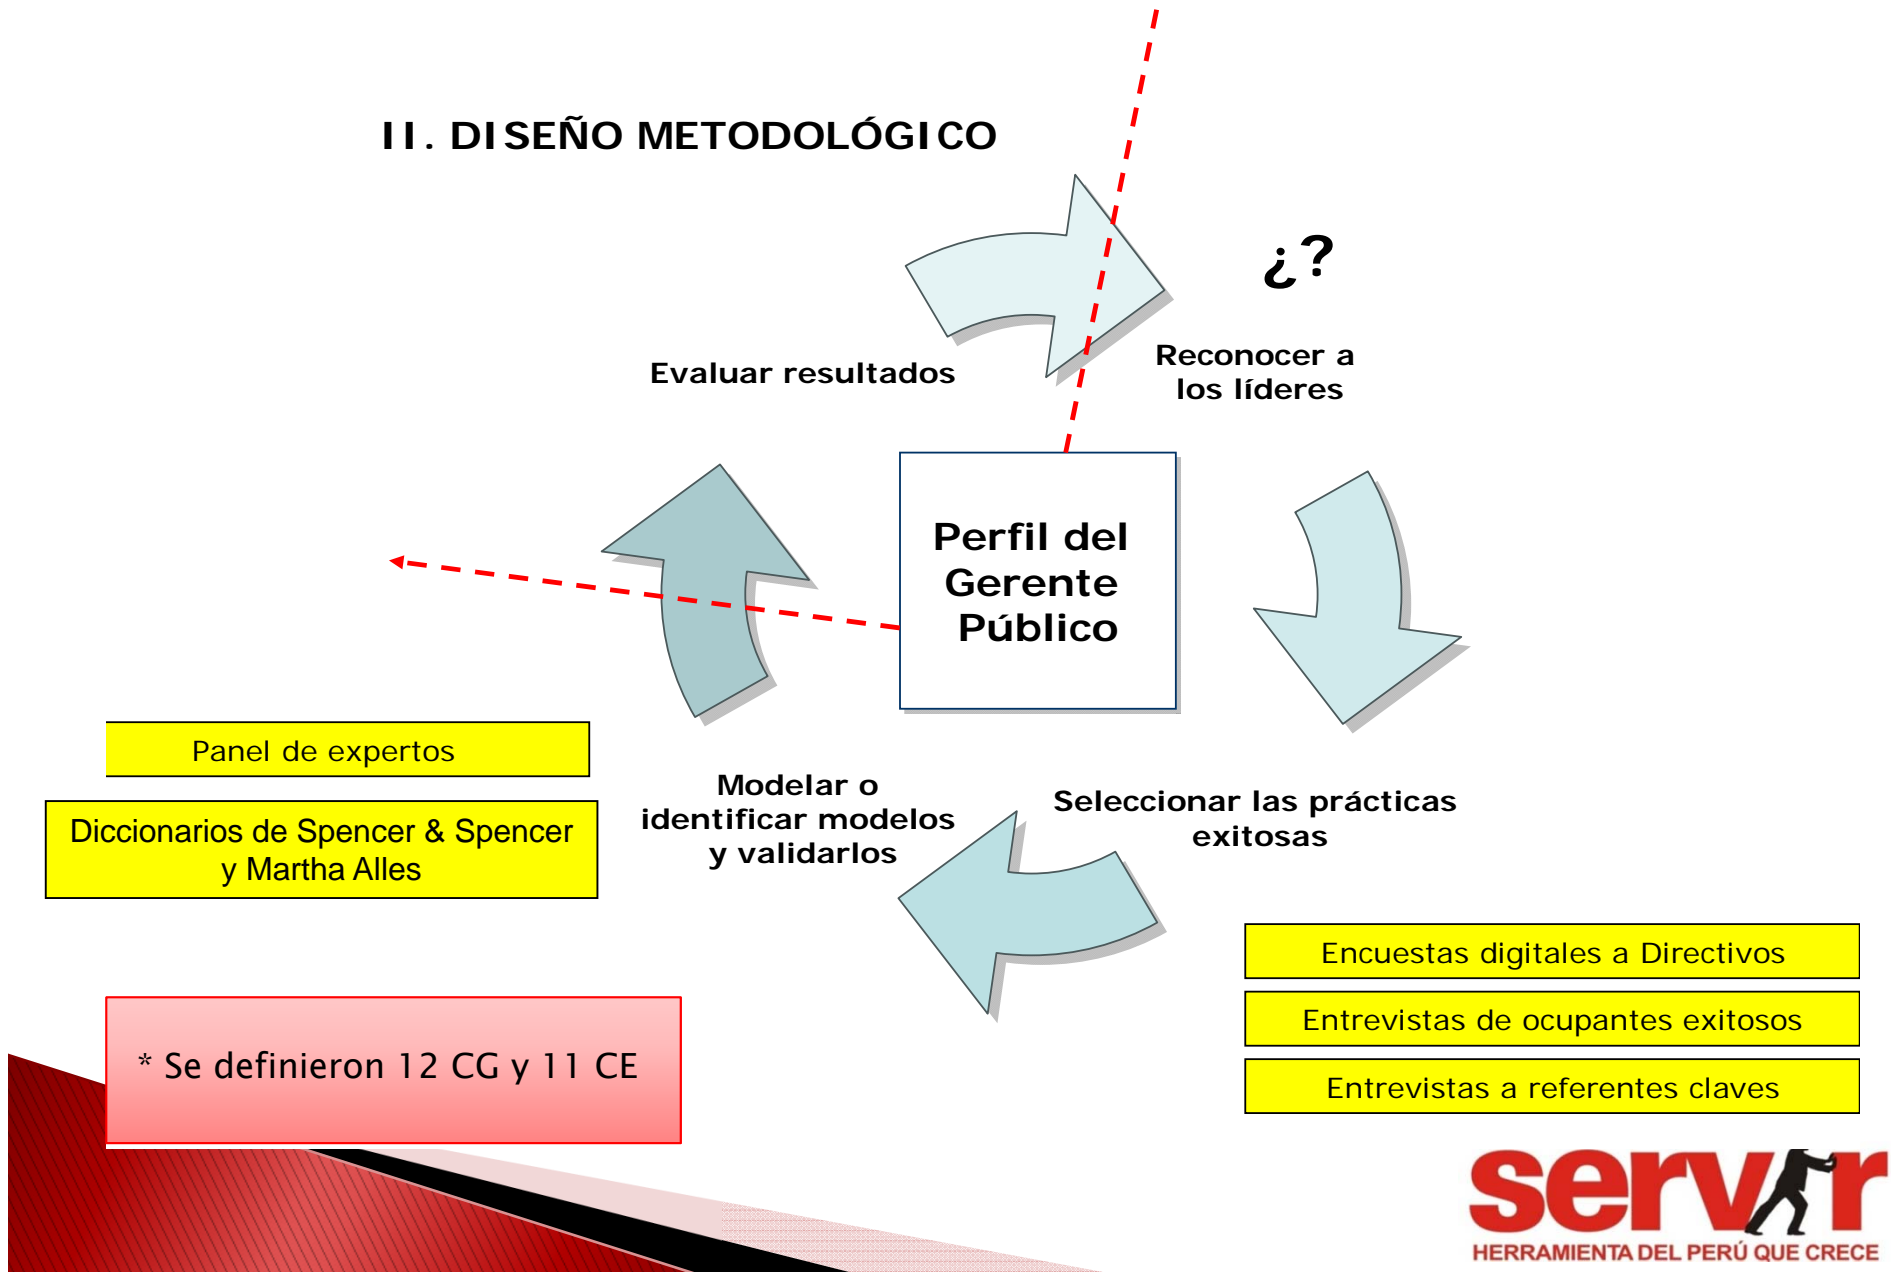 II. DISEÑO METODOLÓGICO
¿?
Evaluar resultados
Reconocer a
los líderes
Perfil del
Gerente
Público
Panel de expertos
Diccionarios de Spencer & Spencer
y Martha Alles
Modelar o
identificar modelos
y validarlos
Seleccionar las prácticas
exitosas
Encuestas digitales a Directivos
Entrevistas de ocupantes exitosos
Entrevistas a referentes claves
* Se definieron 12 CG y 11 CE
servir
HERRAMIENTA DEL PERÚ QUE CRECE